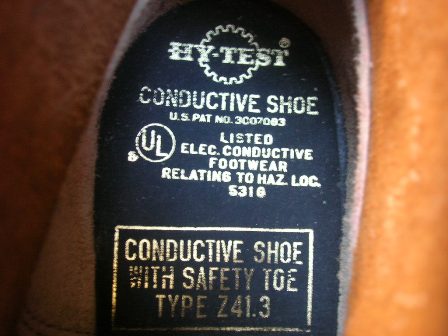 HY-TEST®
CONDUCTIVE SHOE
U.S. PAT NO. 3007083
UL ®
LISTED
ELEC. CONDUCTIVE
FOOTWEAR
RELATING TO HAZ. LOC.
531G
CONDUCTIVE SHOE
WITH SAFETY TOE
TYPE Z41.3